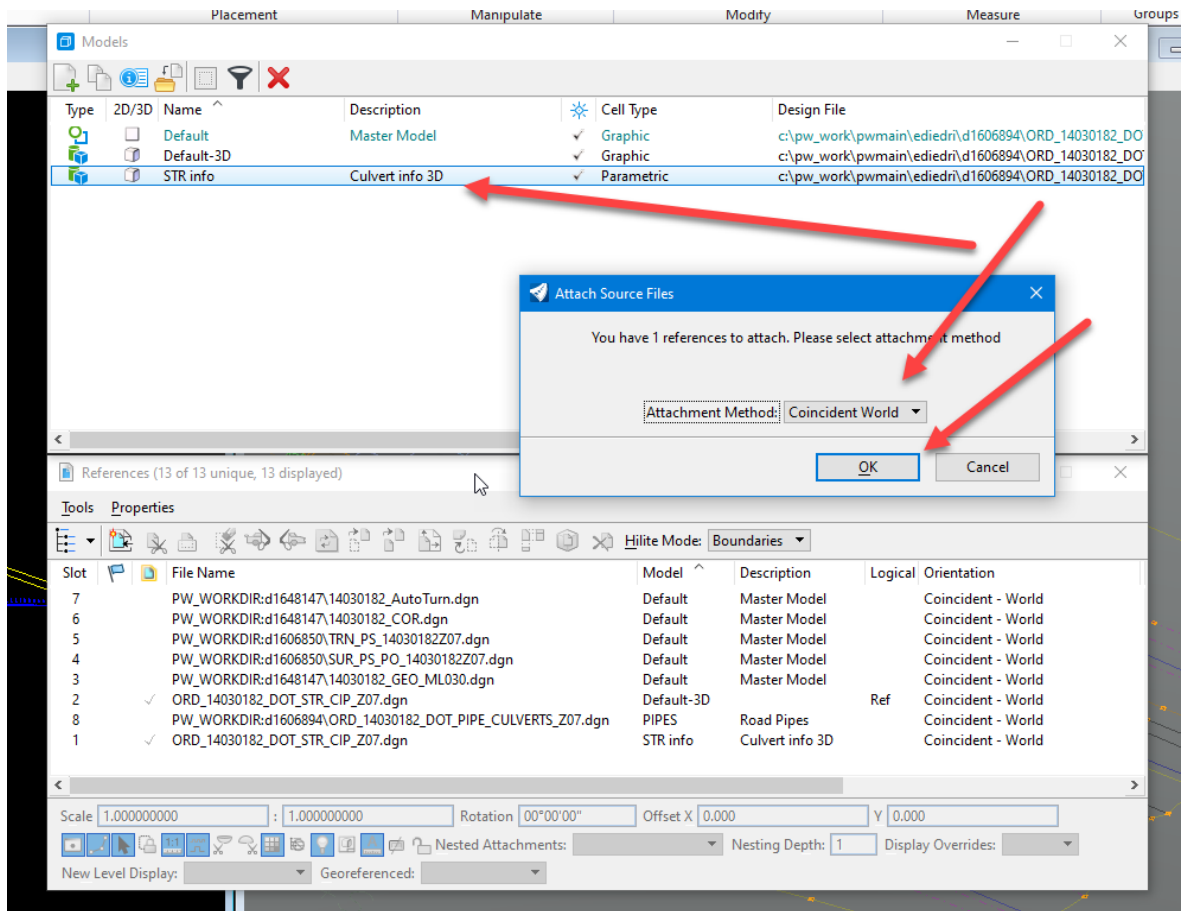 Placement Manipulate Modify Measure Groups
Models
Type 2D/3D Name Description Cell Type Design File
Default Master Model Graphic c:\pw_work\pwmain\ediedri\d1606894\ORD_14030182_DO
Default-3D Graphic c:\pw_work\pwmain\ediedri\d1606894\ORD_14030182_DO
STR info Culvert info 3D Parametric c:\pw_work\pwmain\ediedri\d1606894\ORD_14030182_DO
Attach Source Files
You have 1 references to attach. Please select attachment method
Attachment Method: Coincident World
OK Cancel
References (13 of 13 unique, 13 displayed)
Tools Properties
Hilite Mode: Boundaries
Slot File Name Model Description Logical Orientation
7 PW_WORKDIR:d1648147\14030182_AutoTurn.dgn Default Master Model Coincident - World
6 PW_WORKDIR:d1648147\14030182_COR.dgn Default Master Model Coincident - World
5 PW_WORKDIR:d1606850\TRN_PS_14030182Z07.dgn Default Master Model Coincident - World
4 PW_WORKDIR:d1606850\SUR_PS_PO_14030182Z07.dgn Default Master Model Coincident - World
3 PW_WORKDIR:d1648147\14030182_GEO_ML030.dgn Default Master Model Coincident - World
2 ORD_14030182_DOT_STR_CIP_Z07.dgn Default-3D Ref Coincident - World
8 PW_WORKDIR:d1606894\ORD_14030182_DOT_PIPE_CULVERTS_Z07.dgn PIPES Road Pipes Coincident - World
1 ORD_14030182_DOT_STR_CIP_Z07.dgn STR info Culvert info 3D Coincident - World
Scale 1.000000000 : 1.000000000 Rotation 00°00'00" Offset X 0.000 Y 0.000
1:1 Nested Attachments: Nesting Depth: 1 Display Overrides:
New Level Display: Georeferenced: